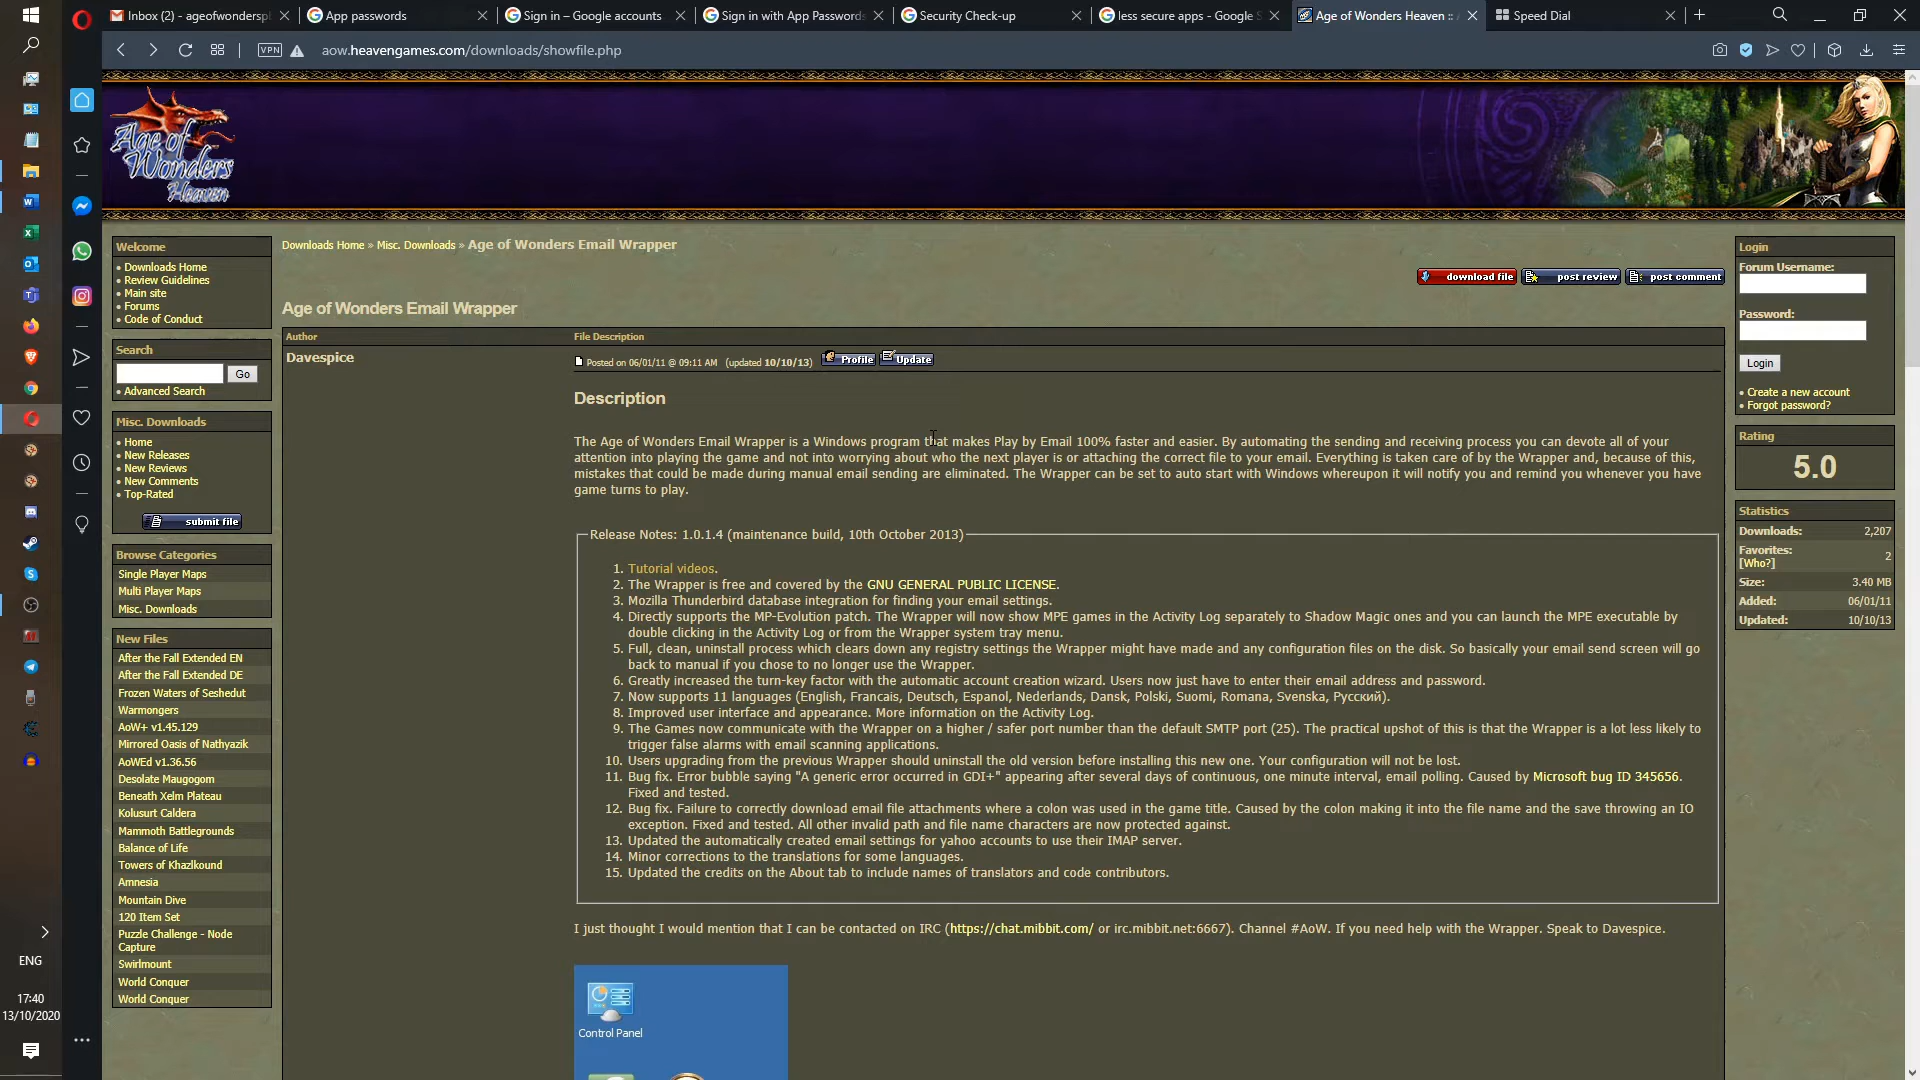 Inbox (2) - ageofwondersp
App passwords
Sign in – Google accounts
Sign in with App Passwords
Security Check-up
less secure apps - Google S
Age of Wonders Heaven :: A
Speed Dial
VPN
aow.heavengames.com/downloads/showfile.php
Age of
Wonders
Heaven
Welcome
• Downloads Home
• Review Guidelines
• Main site
• Forums
• Code of Conduct
Search
Go
• Advanced Search
Misc. Downloads
• Home
• New Releases
• New Reviews
• New Comments
• Top-Rated
submit file
Browse Categories
Single Player Maps
Multi Player Maps
Misc. Downloads
New Files
After the Fall Extended EN
After the Fall Extended DE
Frozen Waters of Seshedut
Warmongers
AoW+ v1.45.129
Mirrored Oasis of Nathyazik
AoWEd v1.36.56
Desolate Maugogom
Beneath Xelm Plateau
Kolusurt Caldera
Mammoth Battlegrounds
Balance of Life
Towers of Khazlkound
Amnesia
Mountain Dive
120 Item Set
Puzzle Challenge - Node
Capture
Swirlmount
World Conquer
World Conquer
Downloads Home » Misc. Downloads » Age of Wonders Email Wrapper
download file
post review
post comment
Age of Wonders Email Wrapper
Author
File Description
Davespice
Posted on 06/01/11 @ 09:11 AM (updated 10/10/13)
Profile
Update
Description
The Age of Wonders Email Wrapper is a Windows program that makes Play by Email 100% faster and easier. By automating the sending and receiving process you can devote all of your
attention into playing the game and not into worrying about who the next player is or attaching the correct file to your email. Everything is taken care of by the Wrapper and, because of this,
mistakes that could be made during manual email sending are eliminated. The Wrapper can be set to auto start with Windows whereupon it will notify you and remind you whenever you have
game turns to play.
Release Notes: 1.0.1.4 (maintenance build, 10th October 2013)
1. Tutorial videos.
2. The Wrapper is free and covered by the GNU GENERAL PUBLIC LICENSE.
3. Mozilla Thunderbird database integration for finding your email settings.
4. Directly supports the MP-Evolution patch. The Wrapper will now show MPE games in the Activity Log separately to Shadow Magic ones and you can launch the MPE executable by
double clicking in the Activity Log or from the Wrapper system tray menu.
5. Full, clean, uninstall process which clears down any registry settings the Wrapper might have made and any configuration files on the disk. So basically your email send screen will go
back to manual if you chose to no longer use the Wrapper.
6. Greatly increased the turn-key factor with the automatic account creation wizard. Users now just have to enter their email address and password.
7. Now supports 11 languages (English, Francais, Deutsch, Espanol, Nederlands, Dansk, Polski, Suomi, Romana, Svenska, Русский).
8. Improved user interface and appearance. More information on the Activity Log.
9. The Games now communicate with the Wrapper on a higher / safer port number than the default SMTP port (25). The practical upshot of this is that the Wrapper is a lot less likely to
trigger false alarms with email scanning applications.
10. Users upgrading from the previous Wrapper should uninstall the old version before installing this new one. Your configuration will not be lost.
11. Bug fix. Error bubble saying "A generic error occurred in GDI+" appearing after several days of continuous, one minute interval, email polling. Caused by Microsoft bug ID 345656.
Fixed and tested.
12. Bug fix. Failure to correctly download email file attachments where a colon was used in the game title. Caused by the colon making it into the file name and the save throwing an IO
exception. Fixed and tested. All other invalid path and file name characters are now protected against.
13. Updated the automatically created email settings for yahoo accounts to use their IMAP server.
14. Minor corrections to the translations for some languages.
15. Updated the credits on the About tab to include names of translators and code contributors.
I just thought I would mention that I can be contacted on IRC (https://chat.mibbit.com/ or irc.mibbit.net:6667). Channel #AoW. If you need help with the Wrapper. Speak to Davespice.
Control Panel
Login
Forum Username:
Password:
Login
• Create a new account
• Forgot password?
Rating
5.0
Statistics
Downloads: 2,207
Favorites: 2
[Who?]
Size: 3.40 MB
Added: 06/01/11
Updated: 10/10/13
ENG
17:40
13/10/2020